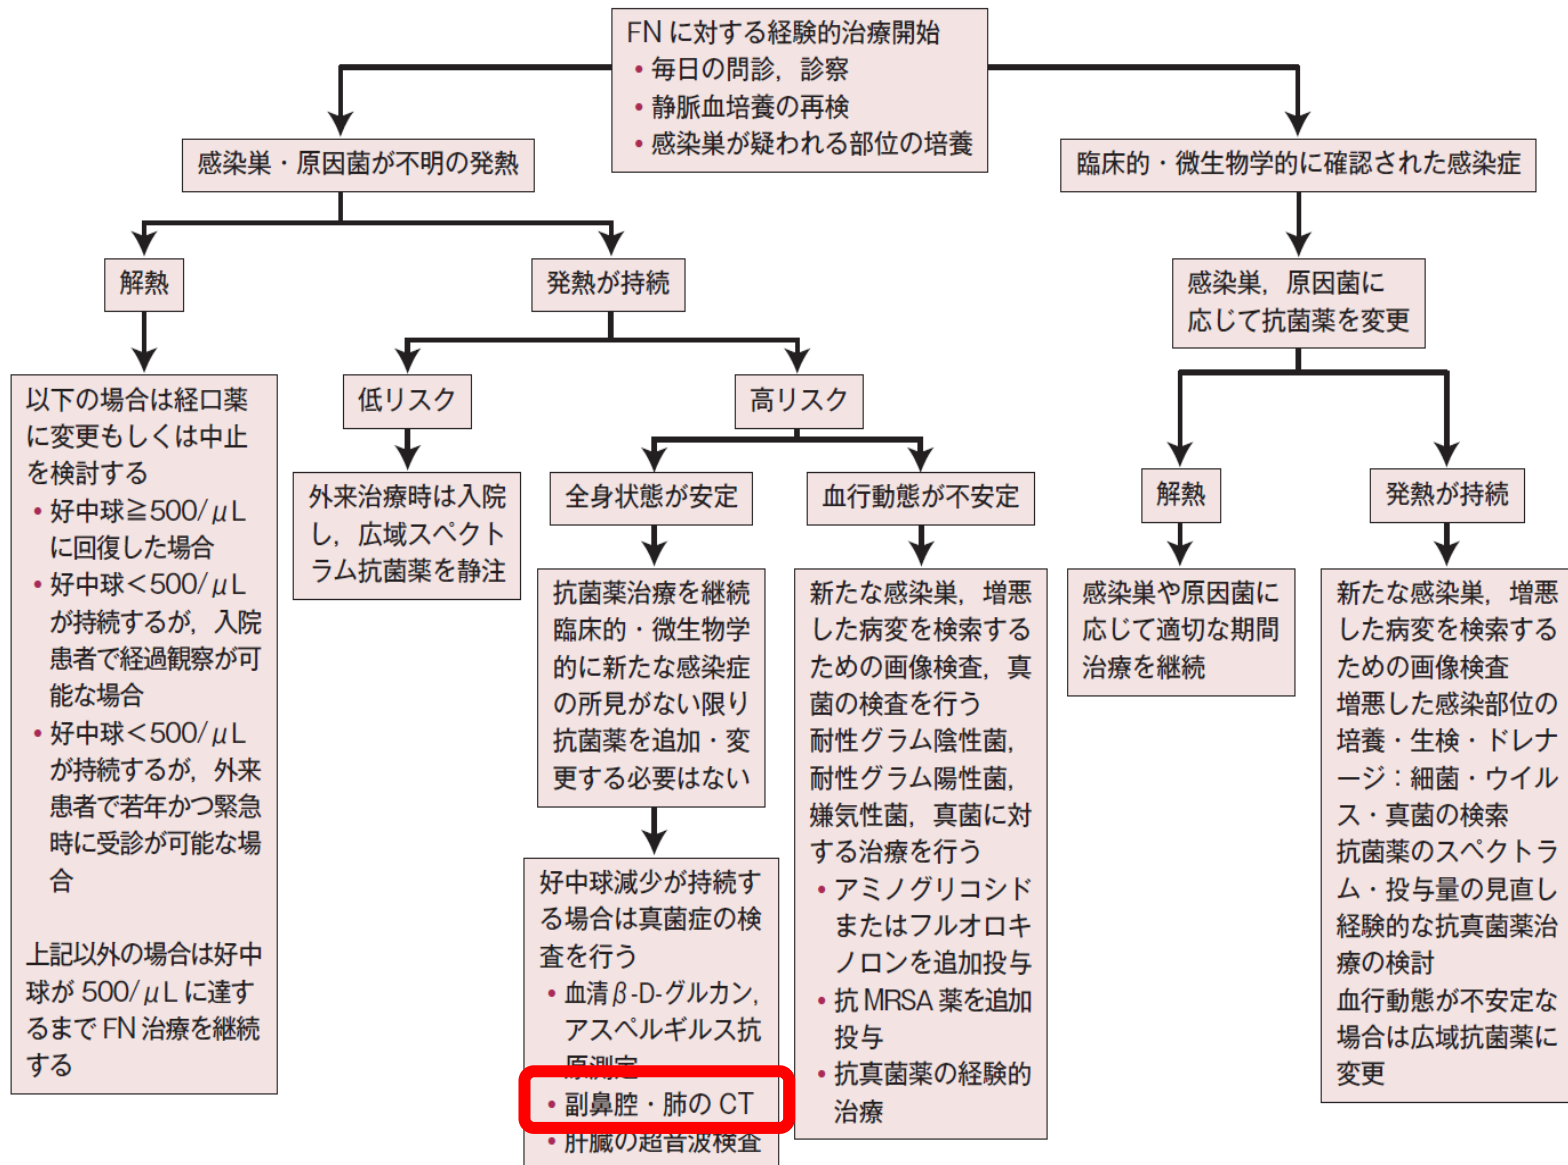 FN に対する経験的治療開始
• 毎日の問診，診察
• 静脈血培養の再検
• 感染巣が疑われる部位の培養
感染巣・原因菌が不明の発熱
臨床的・微生物学的に確認された感染症
解熱
発熱が持続
感染巣，原因菌に
応じて抗菌薬を変更
以下の場合は経口薬
に変更もしくは中止
を検討する
• 好中球≧500/μL
に回復した場合
• 好中球＜500/μL
が持続するが，入院
患者で経過観察が可
能な場合
• 好中球＜500/μL
が持続するが，外来
患者で若年かつ緊急
時に受診が可能な場
合
上記以外の場合は好中
球が 500/μL に達す
るまで FN 治療を継続
する
低リスク
高リスク
外来治療時は入院
し，広域スペクト
ラム抗菌薬を静注
全身状態が安定
血行動態が不安定
抗菌薬治療を継続
臨床的・微生物学
的に新たな感染症
の所見がない限り
抗菌薬を追加・変
更する必要はない
好中球減少が持続す
る場合は真菌症の検
査を行う
• 血清β-D-グルカン，
アスペルギルス抗
原測定
• 副鼻腔・肺の CT
• 肝臓の超音波検査
新たな感染巣，増悪
した病変を検索する
ための画像検査，真
菌の検査を行う
耐性グラム陰性菌，
耐性グラム陽性菌，
嫌気性菌，真菌に対
する治療を行う
• アミノグリコシド
またはフルオロキ
ノロンを追加投与
• 抗 MRSA 薬を追加
投与
• 抗真菌薬の経験的
治療
解熱
発熱が持続
感染巣や原因菌に
応じて適切な期間
治療を継続
新たな感染巣，増悪
した病変を検索する
ための画像検査
増悪した感染部位の
培養・生検・ドレナ
ージ：細菌・ウイル
ス・真菌の検索
抗菌薬のスペクトラ
ム・投与量の見直し
経験的な抗真菌薬治
療の検討
血行動態が不安定な
場合は広域抗菌薬に
変更